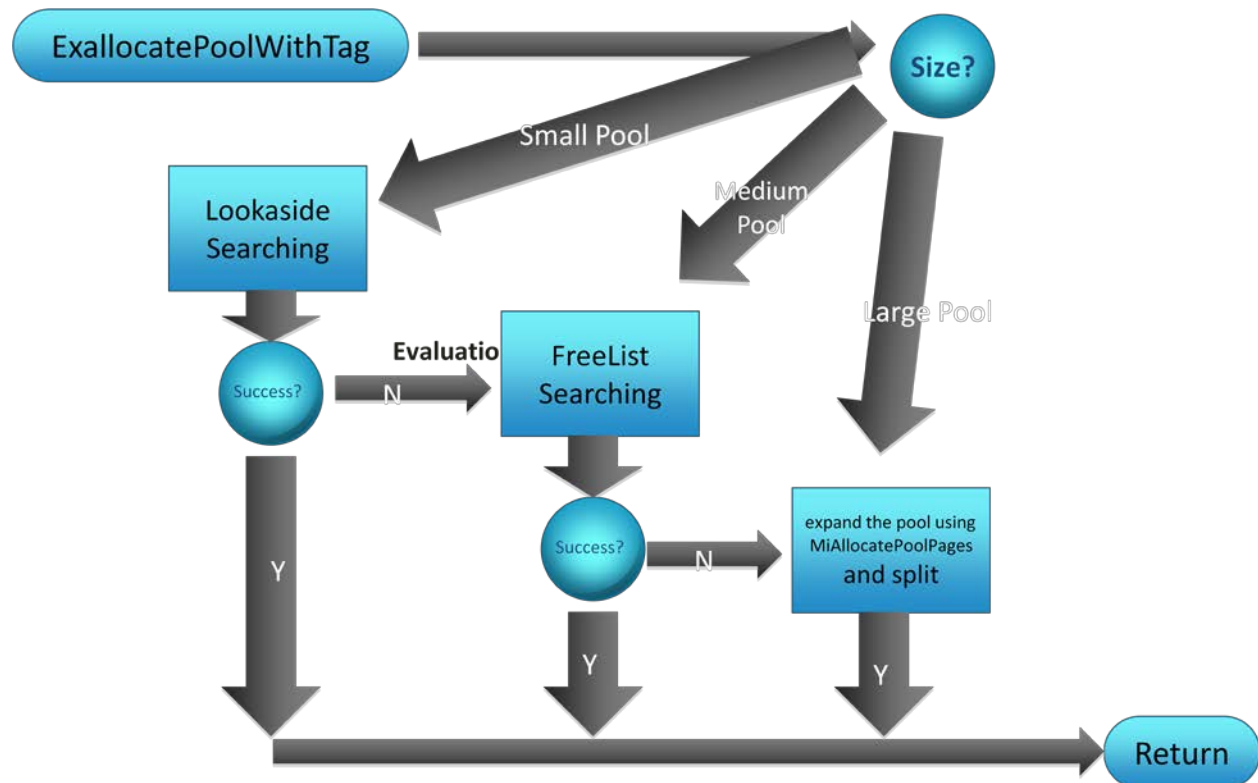 ExallocatePoolWithTag
Size?
Small Pool
Medium
Pool
Lookaside
Searching
Large Pool
Evaluatio
FreeList
Searching
Success?
N
expand the pool using
MiAllocatePoolPages
and split
Success?
N
Y
Y
Y
Return